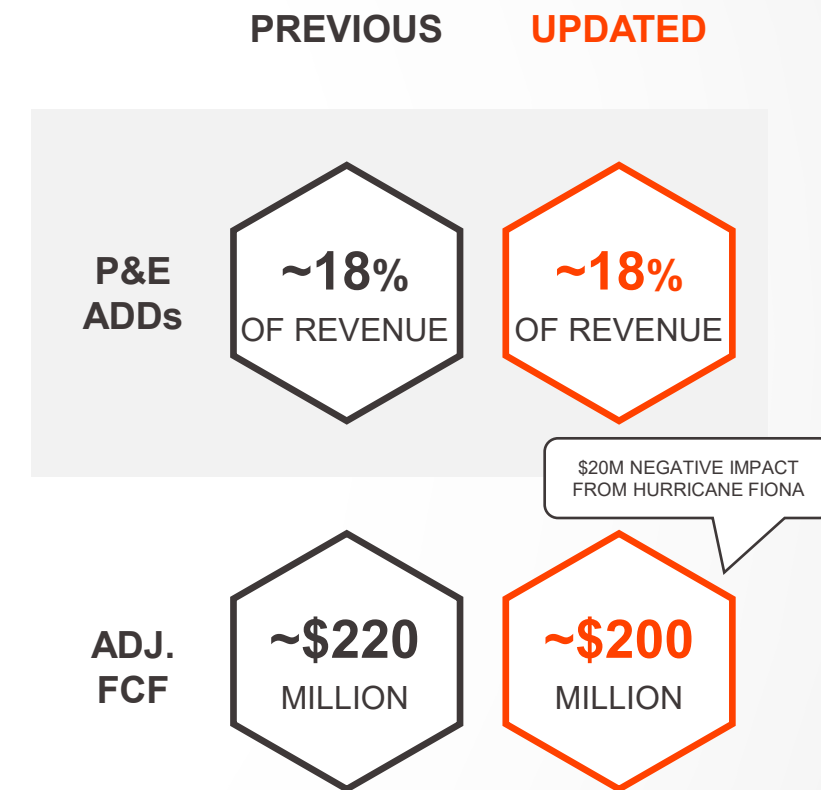 PREVIOUS UPDATED
P&E
ADDs
~18%
OF REVENUE
~18%
OF REVENUE
$20M NEGATIVE IMPACT
FROM HURRICANE FIONA
ADJ.
FCF
~$220
MILLION
~$200
MILLION